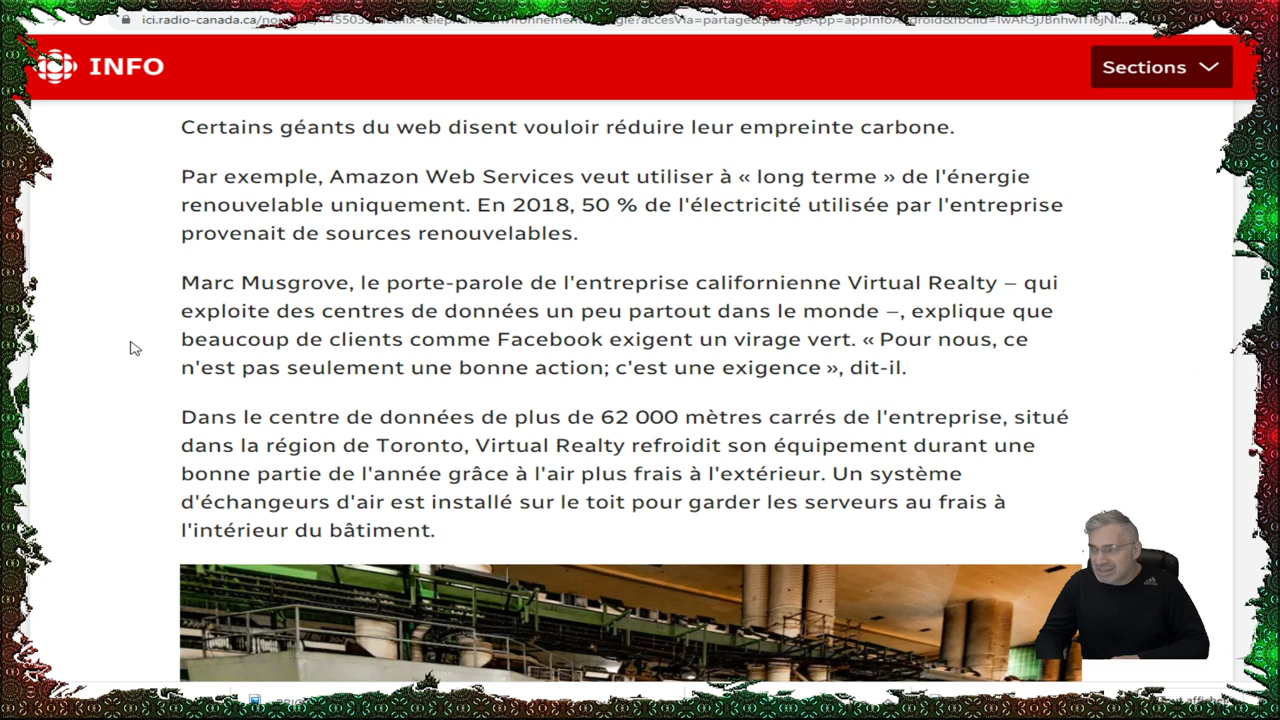 ici.radio-canada.ca/no
INFO
Sections
Certains géants du web disent vouloir réduire leur empreinte carbone.
Par exemple, Amazon Web Services veut utiliser à « long terme » de l'énergie
renouvelable uniquement. En 2018, 50 % de l'électricité utilisée par l'entreprise
provenait de sources renouvelables.
Marc Musgrove, le porte-parole de l'entreprise californienne Virtual Realty – qui
exploite des centres de données un peu partout dans le monde –, explique que
beaucoup de clients comme Facebook exigent un virage vert. « Pour nous, ce
n'est pas seulement une bonne action; c'est une exigence », dit-il.
Dans le centre de données de plus de 62 000 mètres carrés de l'entreprise, situé
dans la région de Toronto, Virtual Realty refroidit son équipement durant une
bonne partie de l'année grâce à l'air plus frais à l'extérieur. Un système
d'échangeurs d'air est installé sur le toit pour garder les serveurs au frais à
l'intérieur du bâtiment.